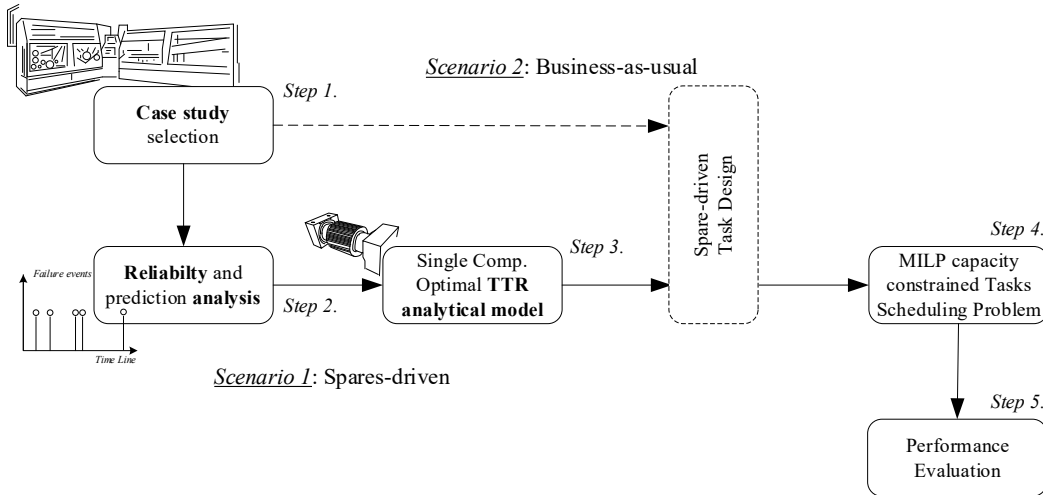 Scenario 2: Business-as-usual
Step 1.
Case study
selection
Spare-driven
Task Design
Step 3.
Step 4.
Reliabilty and
prediction analysis
Step 2.
Single Comp.
Optimal TTR
analytical model
MILP capacity
constrained Tasks
Scheduling Problem
Failure events
Time Line
Scenario 1: Spares-driven
Step 5.
Performance
Evaluation